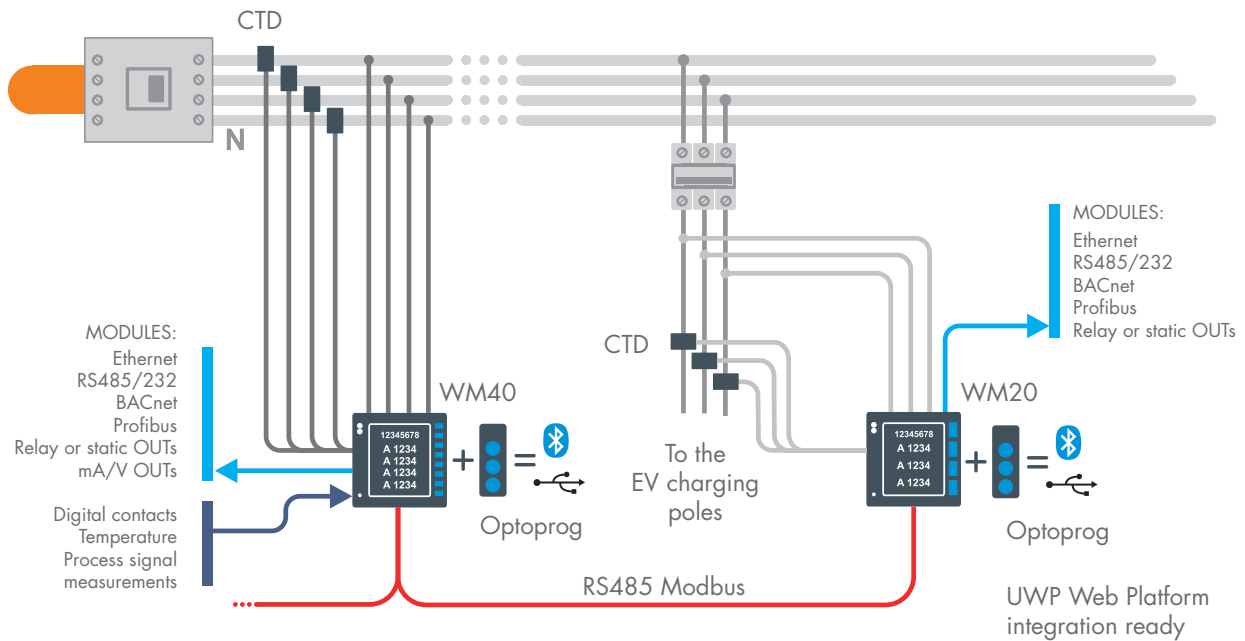 CTD
N
MODULES:
Ethernet
RS485/232
BACnet
Profibus
Relay or static OUTs
MODULES:
Ethernet
RS485/232
BACnet
Profibus
Relay or static OUTs
mA/V OUTs
Digital contacts
Temperature
Process signal
measurements
WM40
12345678
A 1234
A 1234
A 1234
A 1234
+
=
Optoprog
CTD
To the
EV charging
poles
WM20
12345678
A 1234
A 1234
A 1234
+
=
Optoprog
RS485 Modbus
UWP Web Platform
integration ready